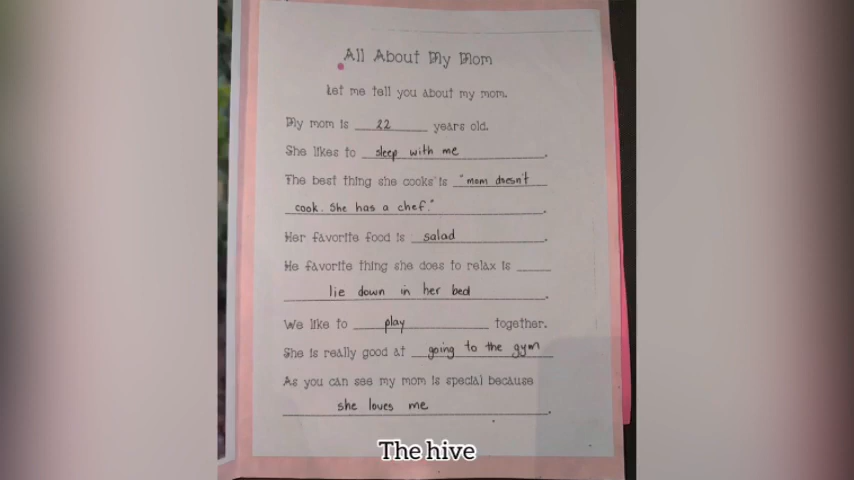 All About My Mom
Let me tell you about my mom.
My mom is 22 years old.
She likes to sleep with me.
The best thing she cooks is "mom doesn't
cook. She has a chef."
Her favorite food is salad.
He favorite thing she does to relax is
lie down in her bed.
We like to play together.
She is really good at going to the gym
As you can see my mom is special because
she loves me.
The hive